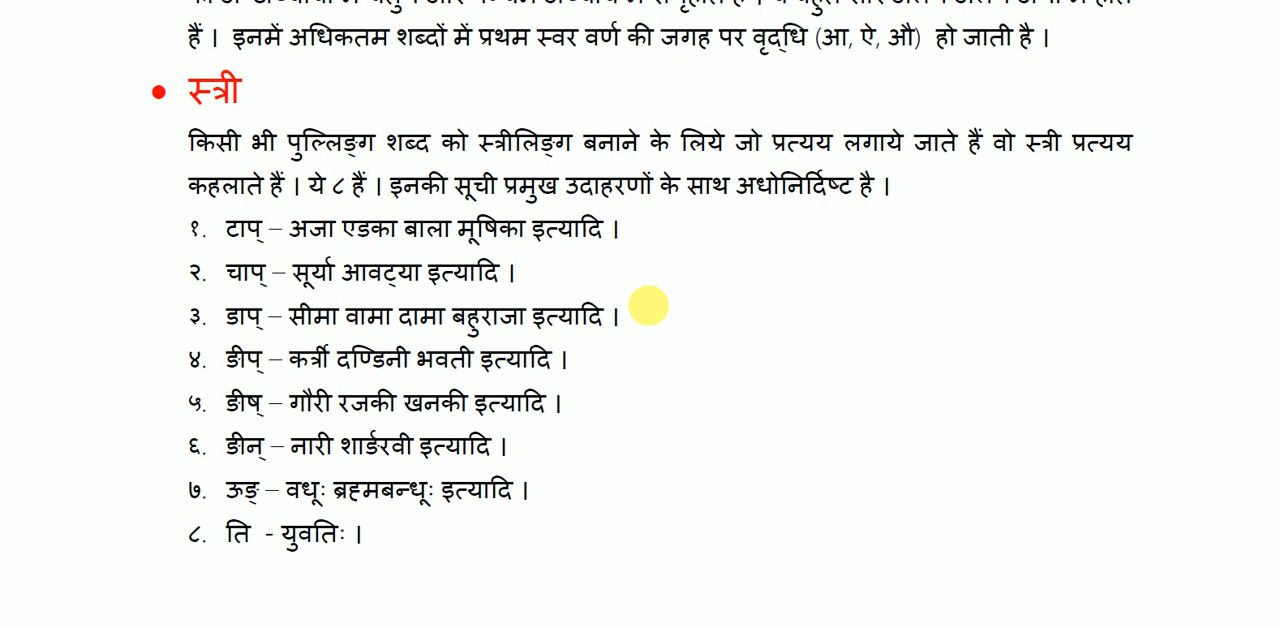 हैं । इनमें अधिकतम शब्दों में प्रथम स्वर वर्ण की जगह पर वृद्धि (आ, ऐ, औ) हो जाती है ।
• स्त्री
किसी भी पुल्लिङ्ग शब्द को स्त्रीलिङ्ग बनाने के लिये जो प्रत्यय लगाये जाते हैं वो स्त्री प्रत्यय
कहलाते हैं । ये ८ हैं । इनकी सूची प्रमुख उदाहरणों के साथ अधोनिर्दिष्ट है ।
१. टाप् – अजा एडका बाला मूषिका इत्यादि ।
२. चाप् – सूर्या आवट्या इत्यादि ।
३. डाप् – सीमा वामा दामा बहुराजा इत्यादि ।
४. ङीप् – कर्त्री दण्डिनी भवती इत्यादि ।
५. ङीष् – गौरी रजकी खनकी इत्यादि ।
६. ङीन् – नारी शार्ङरवी इत्यादि ।
७. ऊङ् – वधूः ब्रह्मबन्धूः इत्यादि ।
८. ति - युवतिः ।